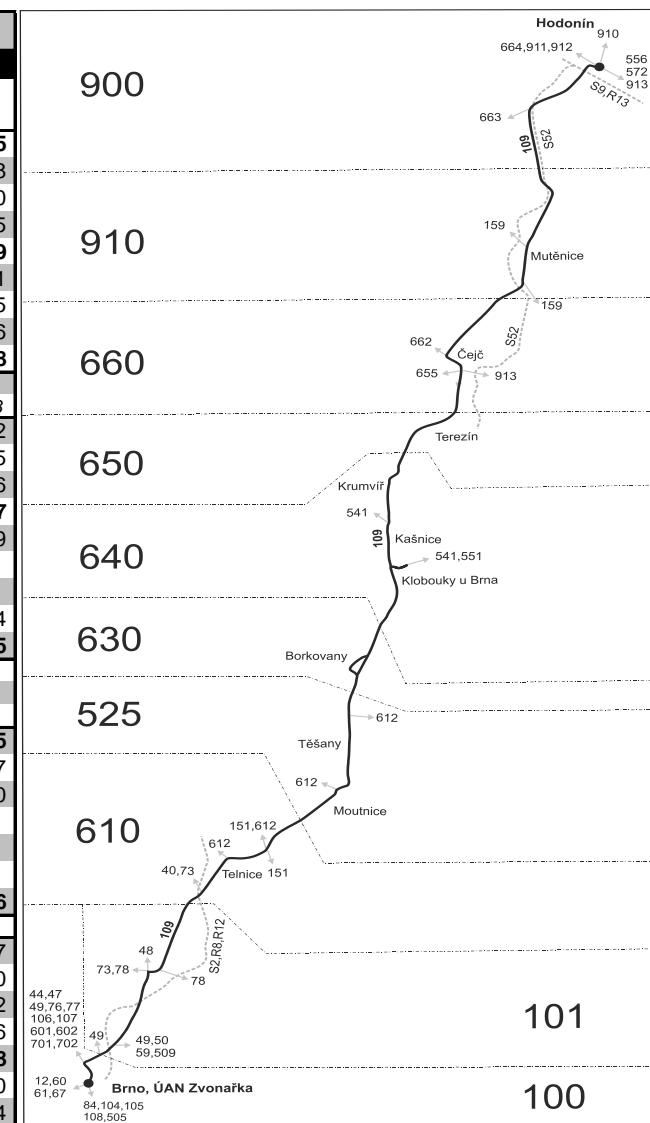 Hodonín
910
664,911,912
556
572
913
S9,R13
900
663
109
S52
910
159
Mutěnice
159
S52
662
Čejč
660
655
913
Terezín
650
Krumvíř
541
109
Kašnice
640
541,551
Klobouky u Brna
630
Borkovany
525
612
Těšany
612
Moutnice
610
151,612
612
Telnice
151
40,73
109
S2,R8,R12
48
73,78
78
44,47
49,76,77
106,107
601,602
701,702
49
49,50
59,509
101
12,60
61,67
Brno, ÚAN Zvonařka
84,104,105
108,505
100